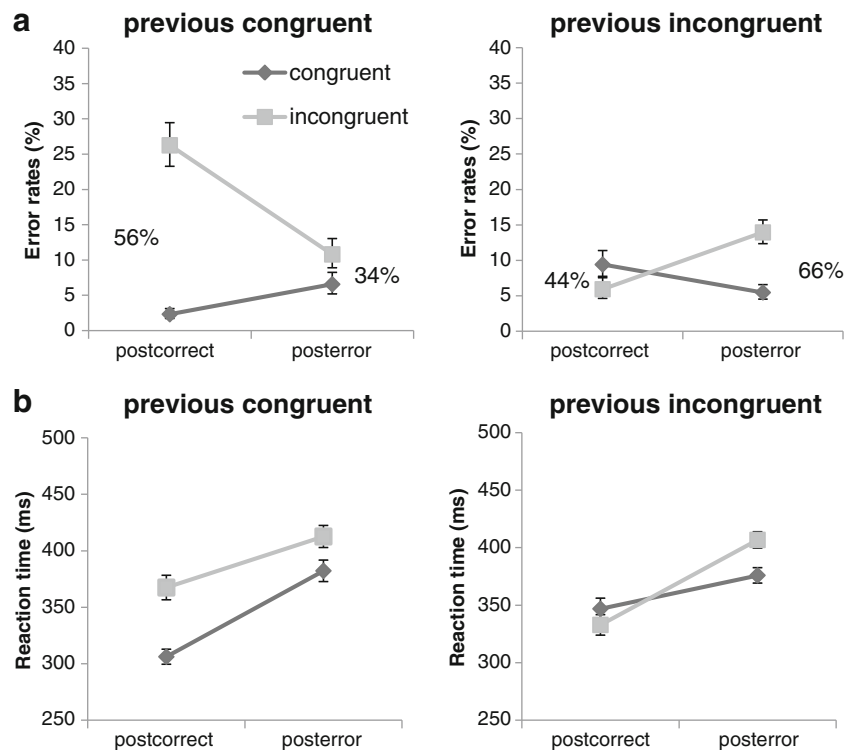 a
previous congruent
previous incongruent
Error rates (%)
40
35
30
25
20
15
10
5
0
congruent
incongruent
56%
34%
postcorrect
posterror
Error rates (%)
40
35
30
25
20
15
10
5
0
44%
66%
postcorrect
posterror
b
previous congruent
previous incongruent
Reaction time (ms)
500
450
400
350
300
250
postcorrect
posterror
Reaction time (ms)
500
450
400
350
300
250
postcorrect
posterror